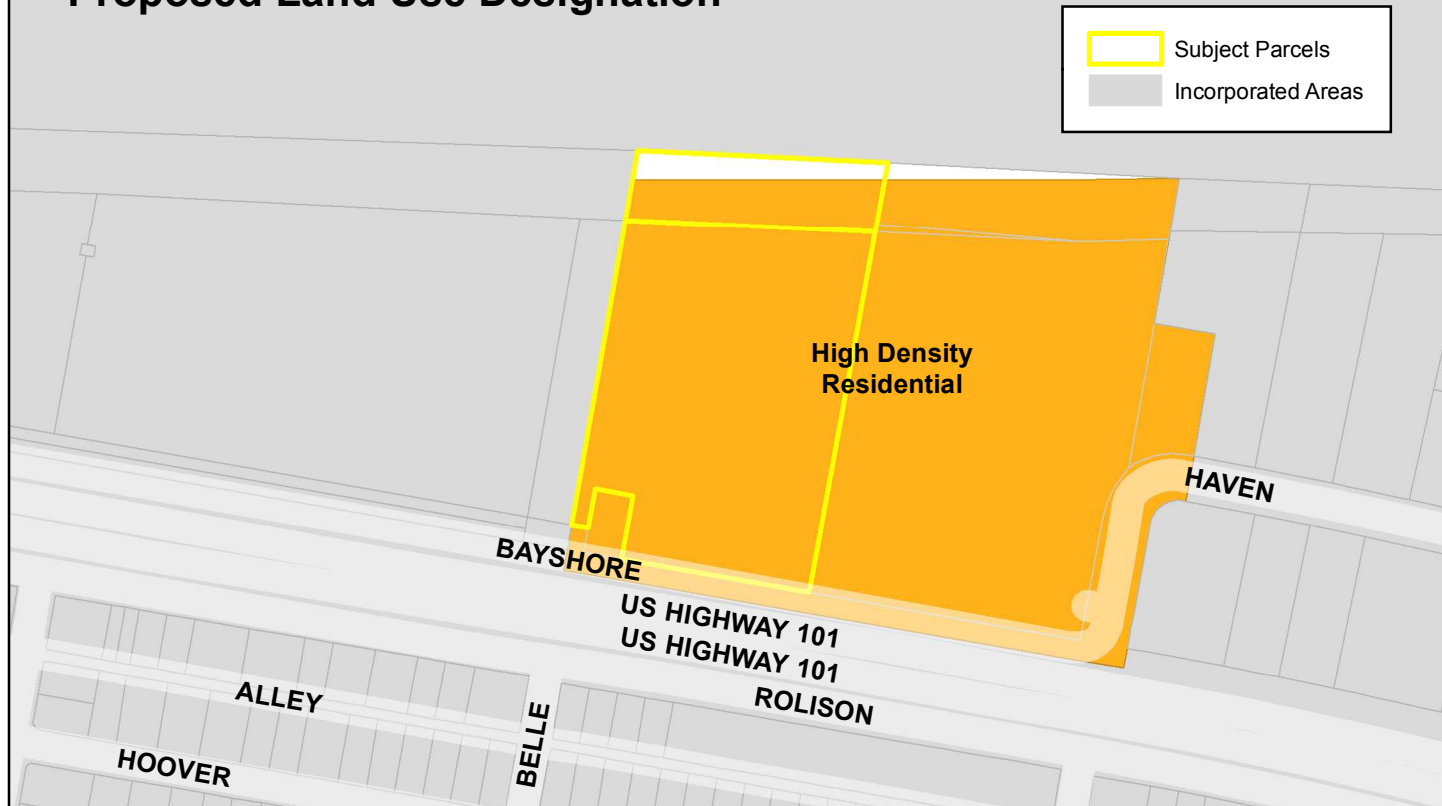 Proposed Land Use Designation
Subject Parcels
Incorporated Areas
High Density
Residential
HAVEN
BAYSHORE
US HIGHWAY 101
US HIGHWAY 101
ROLISON
ALLEY
BELLE
HOOVER